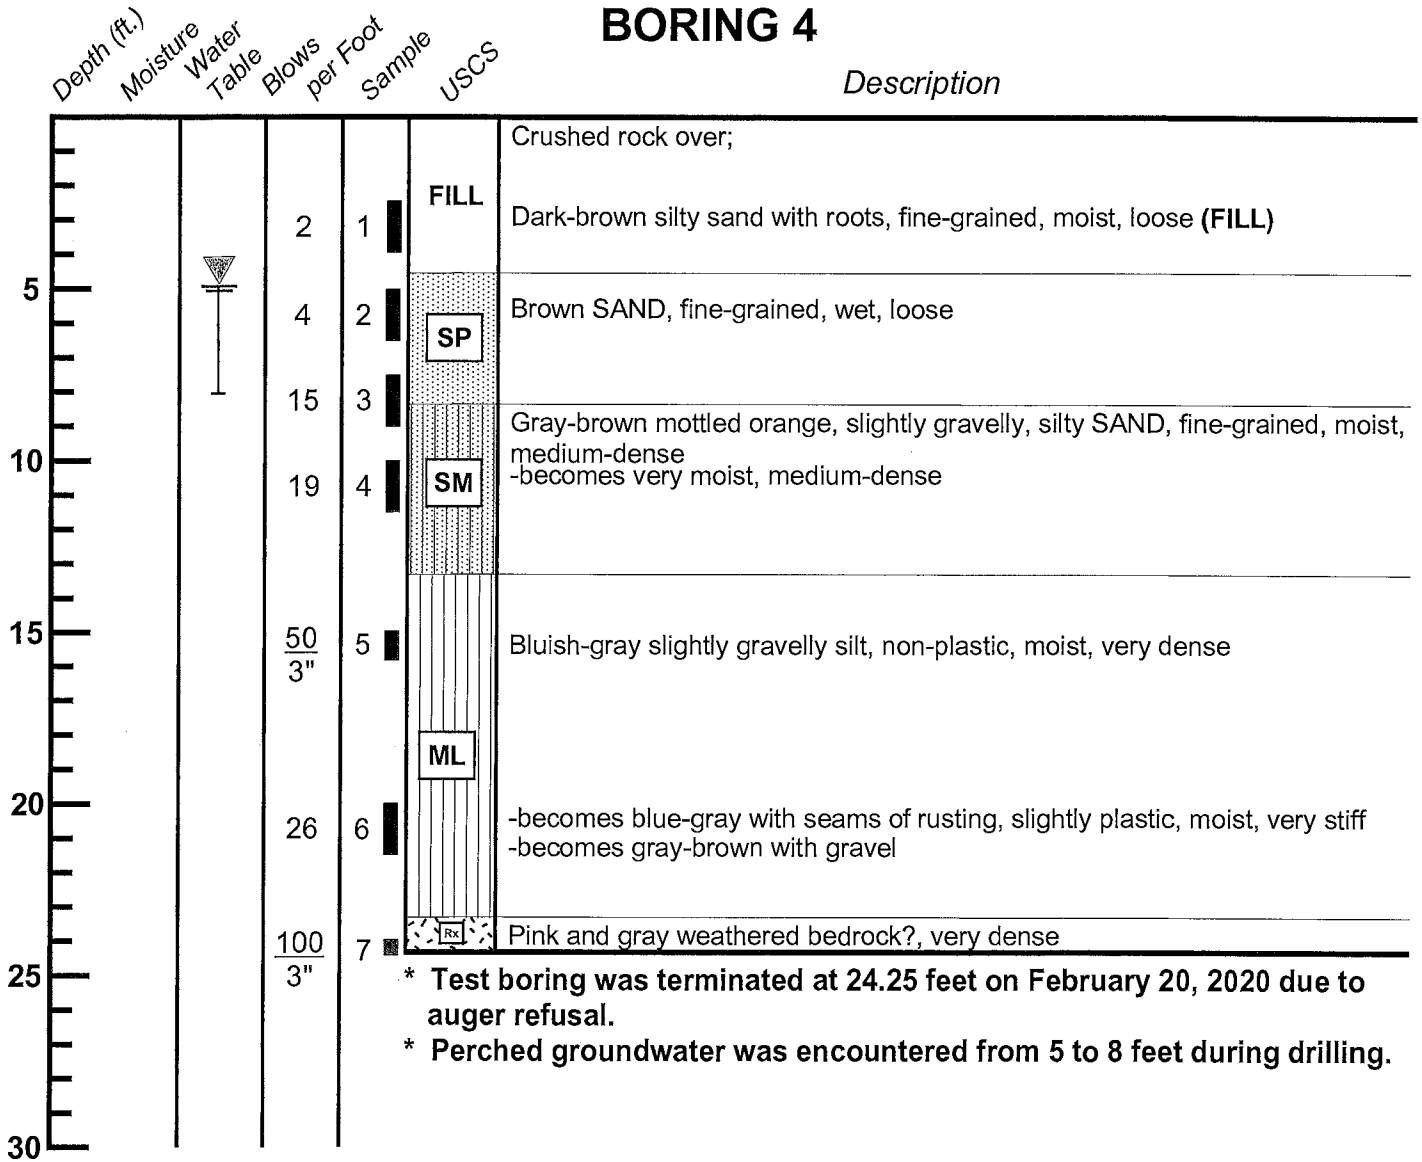 BORING 4
Depth (ft.)
Moisture
Water
Table
Blows
per Foot
Sample
USCS
Description
Crushed rock over;
FILL
2 1 Dark-brown silty sand with roots, fine-grained, moist, loose (FILL)
5
4 2 Brown SAND, fine-grained, wet, loose
SP
15 3
Gray-brown mottled orange, slightly gravelly, silty SAND, fine-grained, moist,
medium-dense
10
19 4 SM -becomes very moist, medium-dense
15
50
3"
5 Bluish-gray slightly gravelly silt, non-plastic, moist, very dense
ML
20
26 6 -becomes blue-gray with seams of rusting, slightly plastic, moist, very stiff
-becomes gray-brown with gravel
Rx Pink and gray weathered bedrock?, very dense
100
3"
7
25
* Test boring was terminated at 24.25 feet on February 20, 2020 due to
auger refusal.
* Perched groundwater was encountered from 5 to 8 feet during drilling.
30